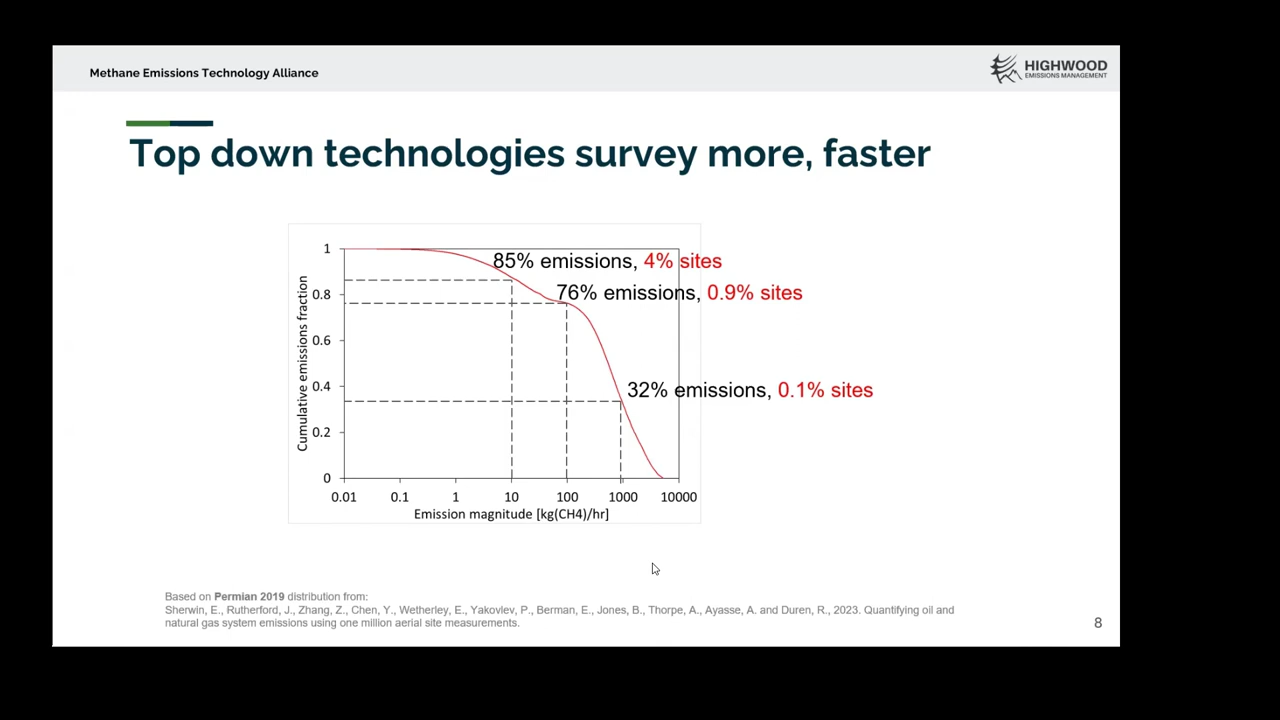 Methane Emissions Technology Alliance
HIGHWOOD
EMISSIONS MANAGEMENT
Top down technologies survey more, faster
1
85% emissions, 4% sites
0.8
76% emissions, 0.9% sites
0.6
0.4
32% emissions, 0.1% sites
0.2
0
Cumulative emissions fraction
0.01 0.1 1 10 100 1000 10000
Emission magnitude [kg(CH4)/hr]
Based on Permian 2019 distribution from:
Sherwin, E., Rutherford, J., Zhang, Z., Chen, Y., Wetherley, E., Yakovlev, P., Berman, E., Jones, B., Thorpe, A., Ayasse, A. and Duren, R., 2023. Quantifying oil and
natural gas system emissions using one million aerial site measurements.
8